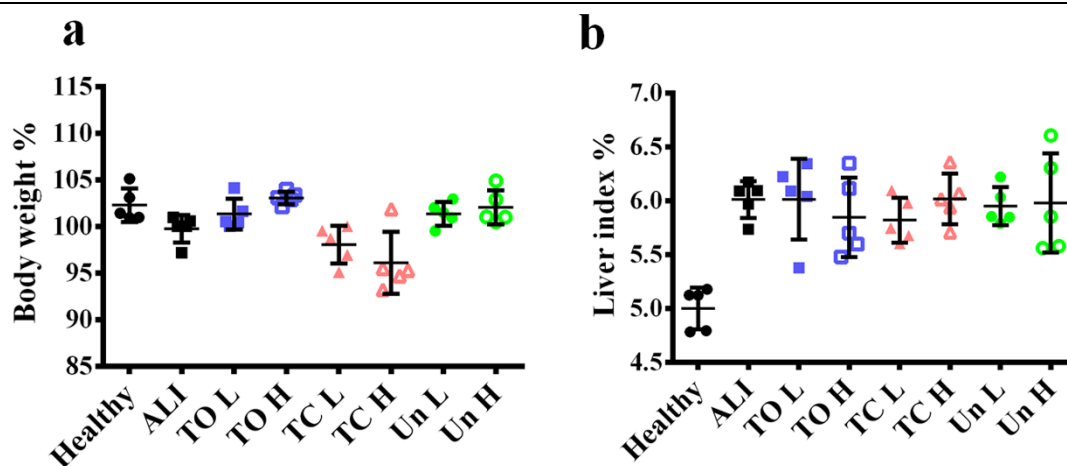 a
Body weight %
115
110
105
100
95
90
85
Healthy
ALI
TO L
TO H
TC L
TC H
Un L
Un H
b
Liver index %
7.0
6.5
6.0
5.5
5.0
4.5
Healthy
ALI
TO L
TO H
TC L
TC H
Un L
Un H